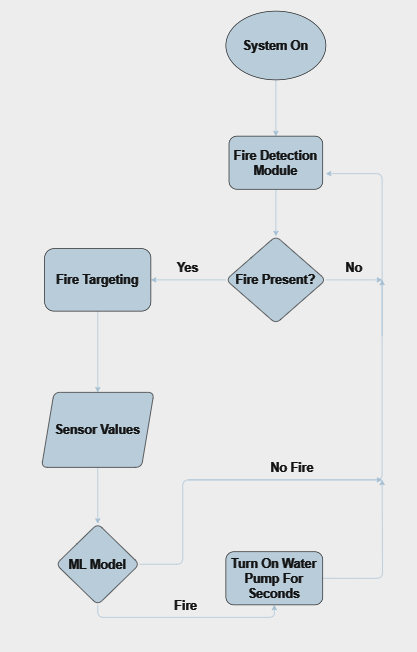 System On
Fire Detection
Module
Yes
No
Fire Targeting
Fire Present?
Sensor Values
No Fire
ML Model
Turn On Water
Pump For
Seconds
Fire